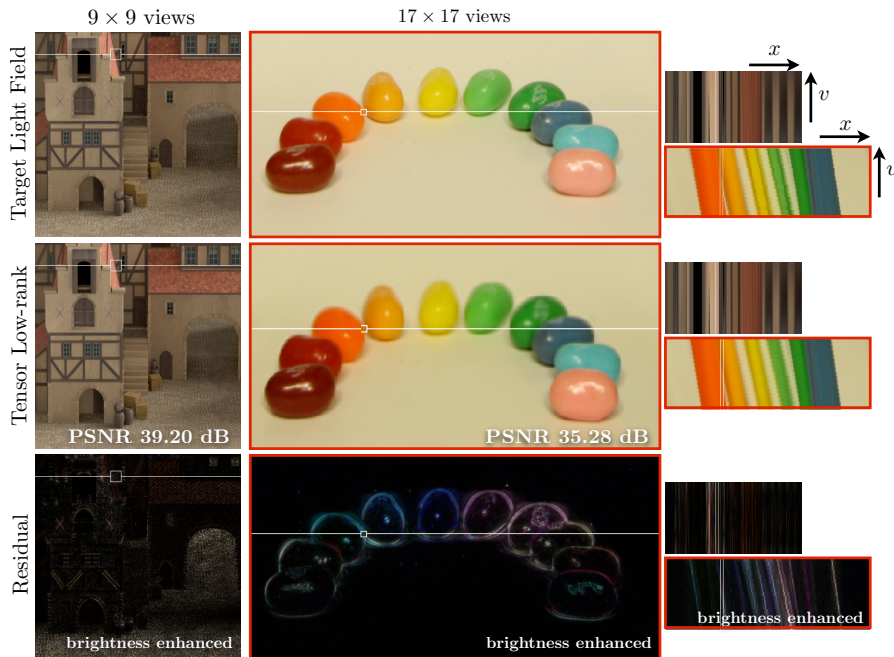 9 × 9 views
17 × 17 views
Target Light Field
x
v
x
v
Tensor Low-rank
PSNR 39.20 dB
PSNR 35.28 dB
Residual
brightness enhanced
brightness enhanced
brightness enhanced